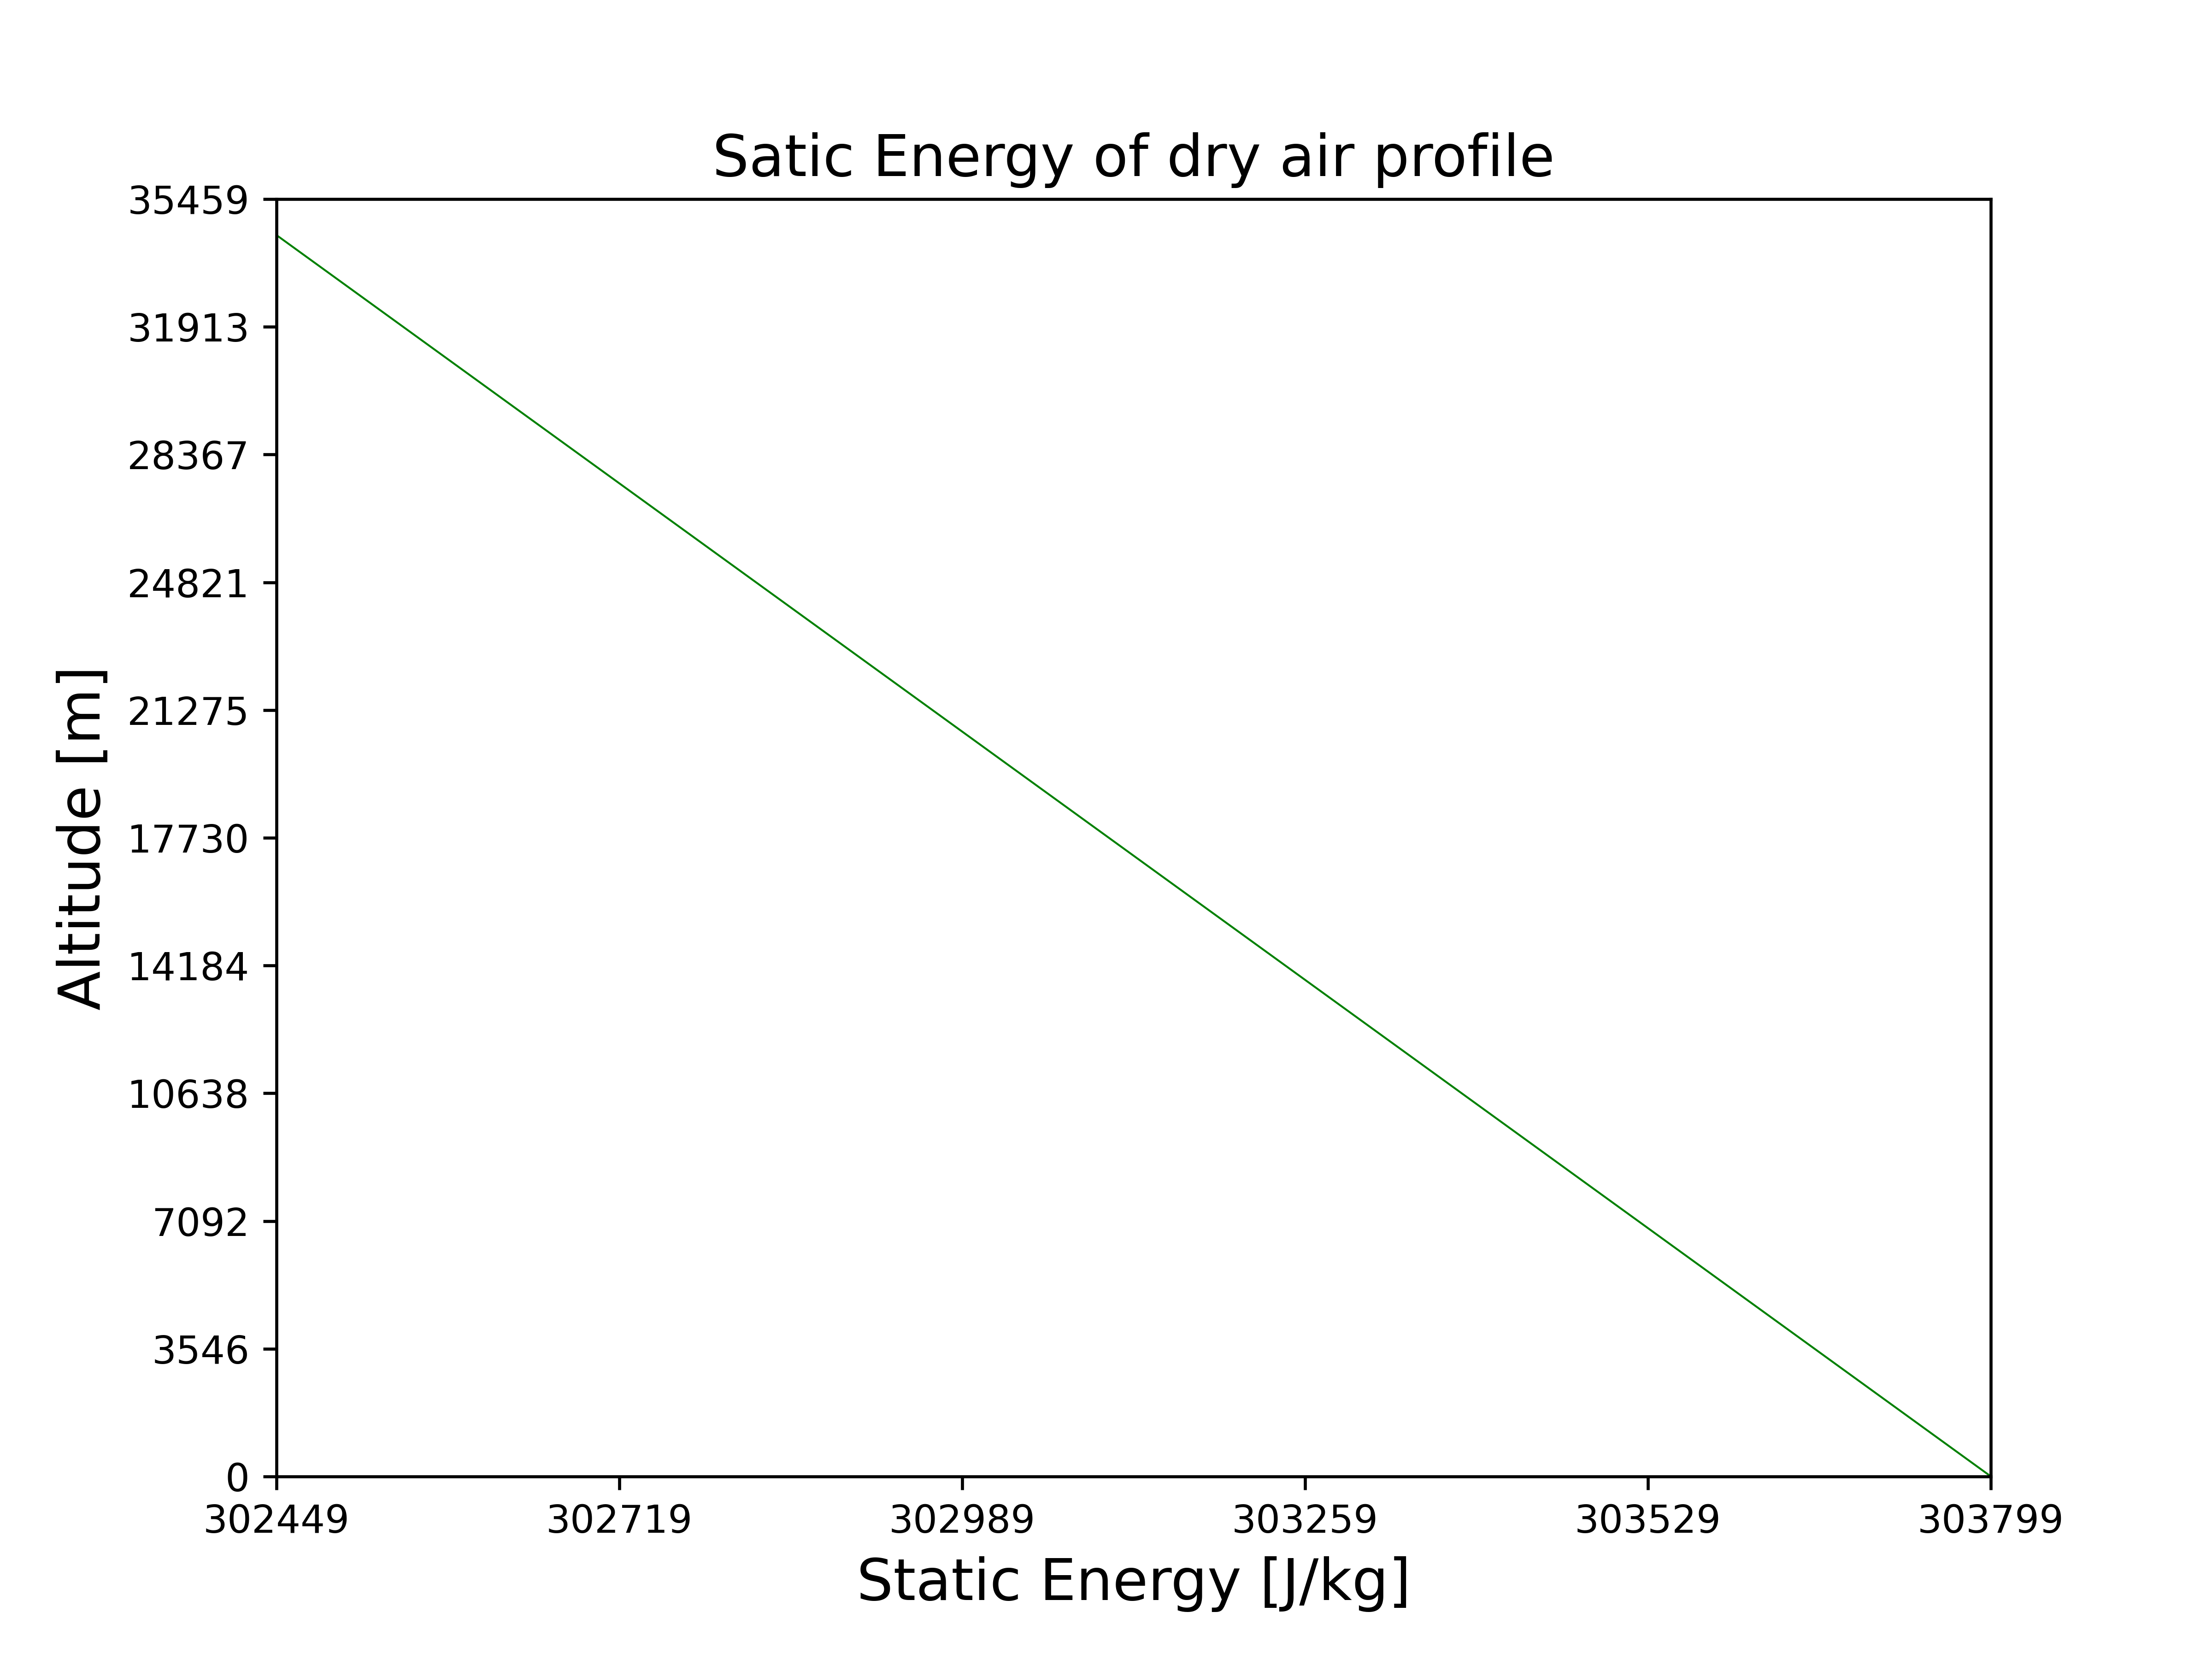 Satic Energy of dry air profile
35459
31913
28367
24821
21275
17730
14184
10638
7092
3546
0
Altitude [m]
302449 302719 302989 303259 303529 303799
Static Energy [J/kg]